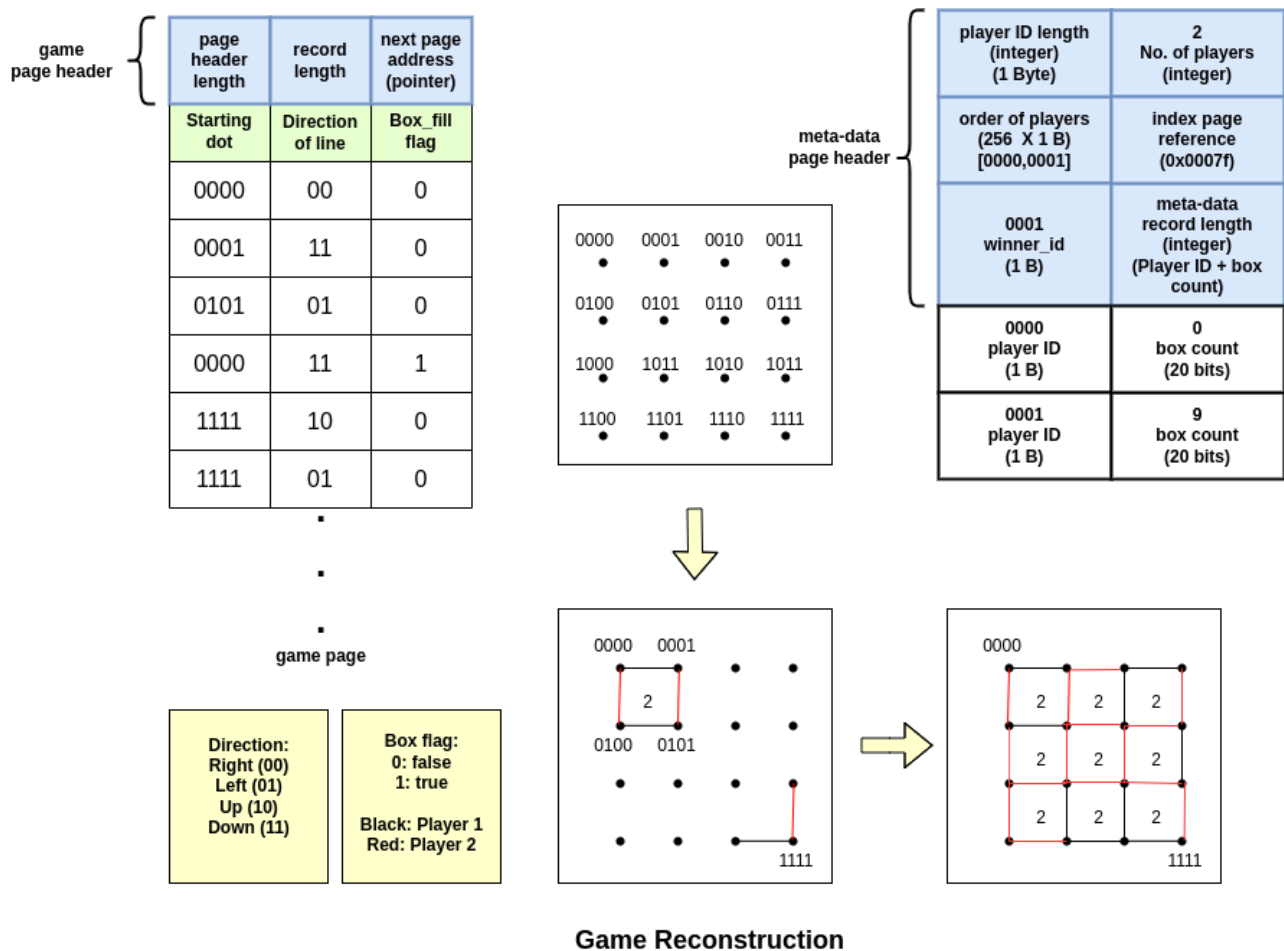 game
page header
page
header
length
record
length
next page
address
(pointer)
Starting
dot
Direction
of line
Box_fill
flag
0000 00 0
0001 11 0
0101 01 0
0000 11 1
1111 10 0
1111 01 0
.
.
.
game page
Direction:
Right (00)
Left (01)
Up (10)
Down (11)
Box flag:
0: false
1: true
Black: Player 1
Red: Player 2
0000 0001 0010 0011
0100 0101 0110 0111
1000 1011 1010 1011
1100 1101 1110 1111
meta-data
page header
player ID length
(integer)
(1 Byte)
2
No. of players
(integer)
order of players
(256 X 1 B)
[0000,0001]
index page
reference
(0x0007f)
0001
winner_id
(1 B)
meta-data
record length
(integer)
(Player ID + box
count)
0000
player ID
(1 B)
0
box count
(20 bits)
0001
player ID
(1 B)
9
box count
(20 bits)
0000 0001
2
0100 0101
1111
0000
2 2 2
2 2 2
2 2 2
1111
Game Reconstruction